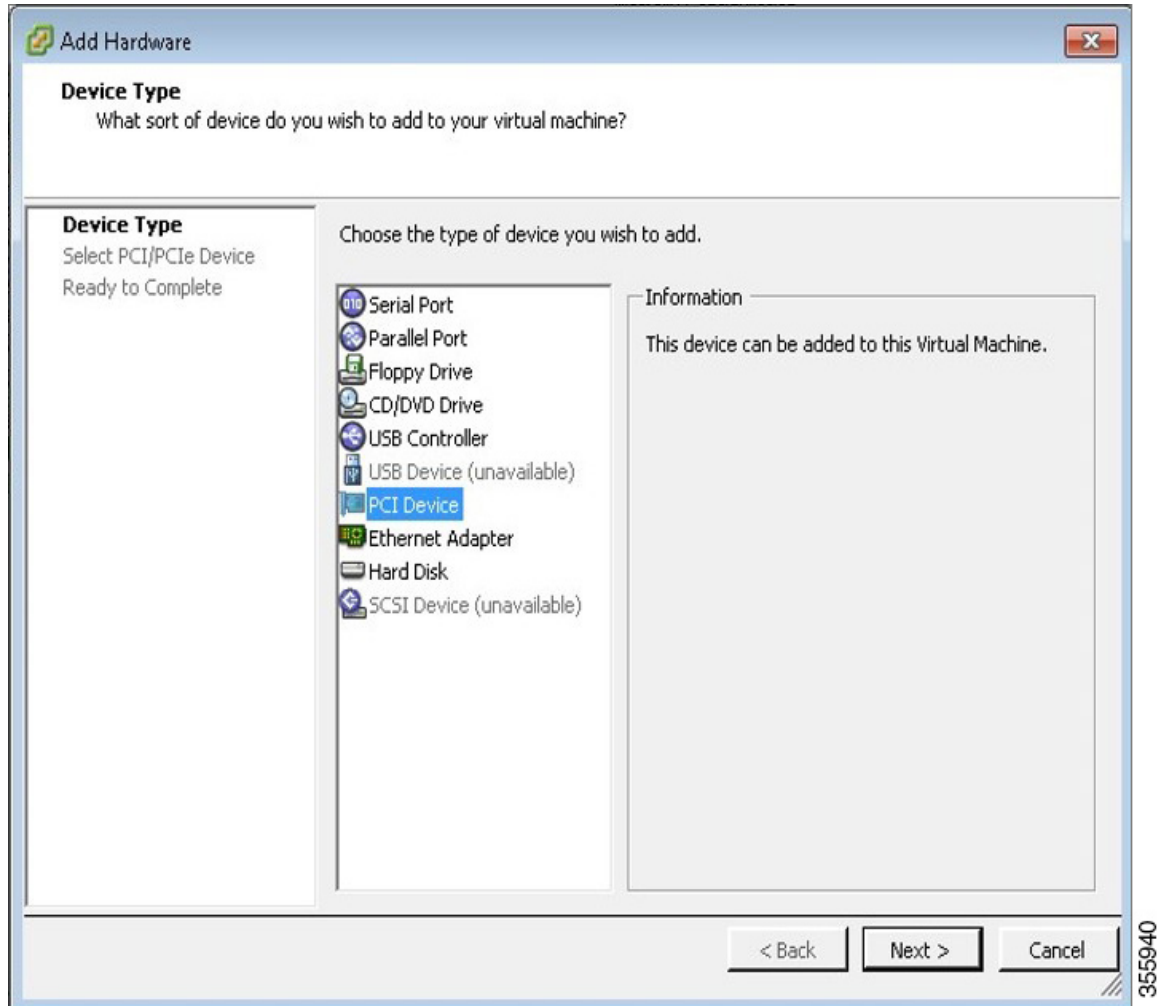 Add Hardware
Device Type
What sort of device do you wish to add to your virtual machine?
Device Type
Select PCI/PCIe Device
Ready to Complete
Choose the type of device you wish to add.
Serial Port
Parallel Port
Floppy Drive
CD/DVD Drive
USB Controller
USB Device (unavailable)
PCI Device
Ethernet Adapter
Hard Disk
SCSI Device (unavailable)
Information
This device can be added to this Virtual Machine.
< Back
Next >
Cancel
355940